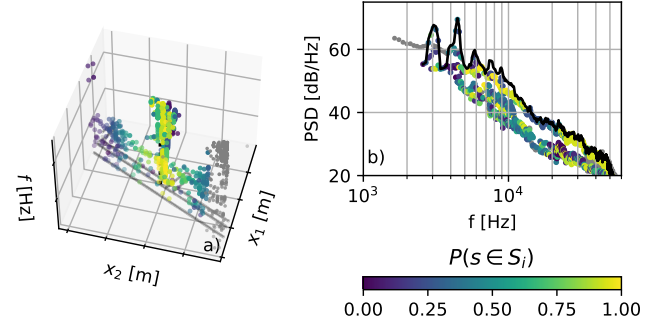 f [Hz]
x₂ [m]
x₁ [m]
a)
PSD [dB/Hz]
60
40
20
b)
10³
10⁴
f [Hz]
P(s ∈ Sᵢ)
0.00 0.25 0.50 0.75 1.00